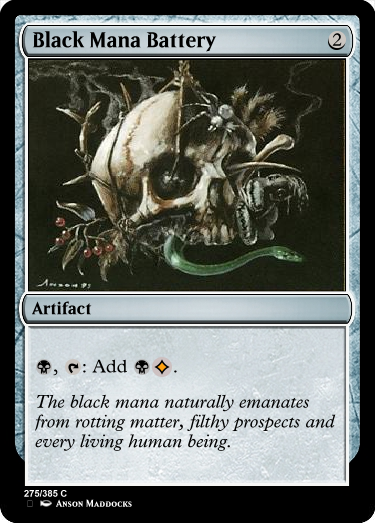 Black Mana Battery 2
Artifact
, : Add .
The black mana naturally emanates
from rotting matter, filthy prospects and
every living human being.
275/385 C
Anson Maddocks